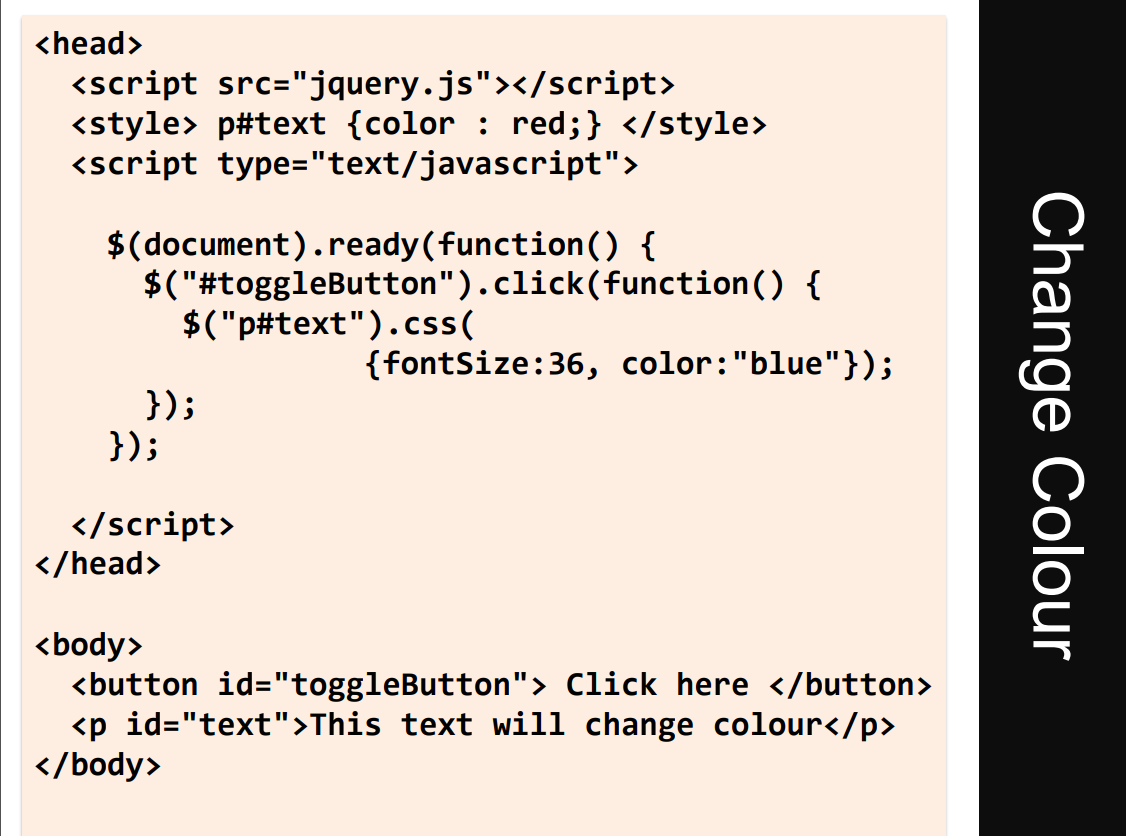 <head>
  <script src="jquery.js"></script>
  <style> p#text {color : red;} </style>
  <script type="text/javascript">

    $(document).ready(function() {
      $("#toggleButton").click(function() {
        $("p#text").css(
                  {fontSize:36, color:"blue"});
      });
    });

  </script>
</head>

<body>
  <button id="toggleButton"> Click here </button>
  <p id="text">This text will change colour</p>
</body>
Change Colour